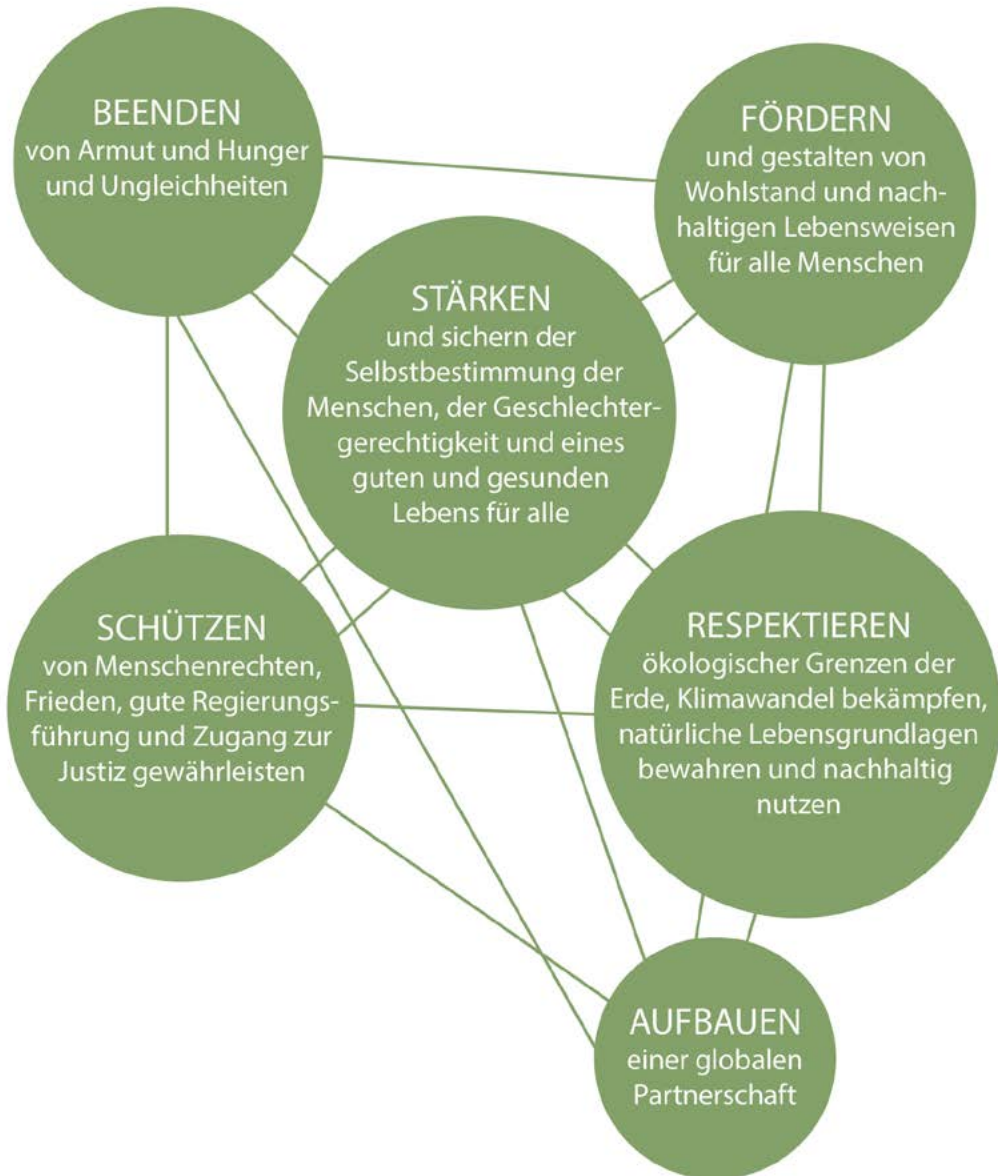 BEENDEN
von Armut und Hunger
und Ungleichheiten
FÖRDERN
und gestalten von
Wohlstand und nach-
haltigen Lebensweisen
für alle Menschen
STÄRKEN
und sichern der
Selbstbestimmung der
Menschen, der Geschlechter-
gerechtigkeit und eines
guten und gesunden
Lebens für alle
SCHÜTZEN
von Menschenrechten,
Frieden, gute Regierungs-
führung und Zugang zur
Justiz gewährleisten
RESPEKTIEREN
ökologischer Grenzen der
Erde, Klimawandel bekämpfen,
natürliche Lebensgrundlagen
bewahren und nachhaltig
nutzen
AUFBAUEN
einer globalen
Partnerschaft